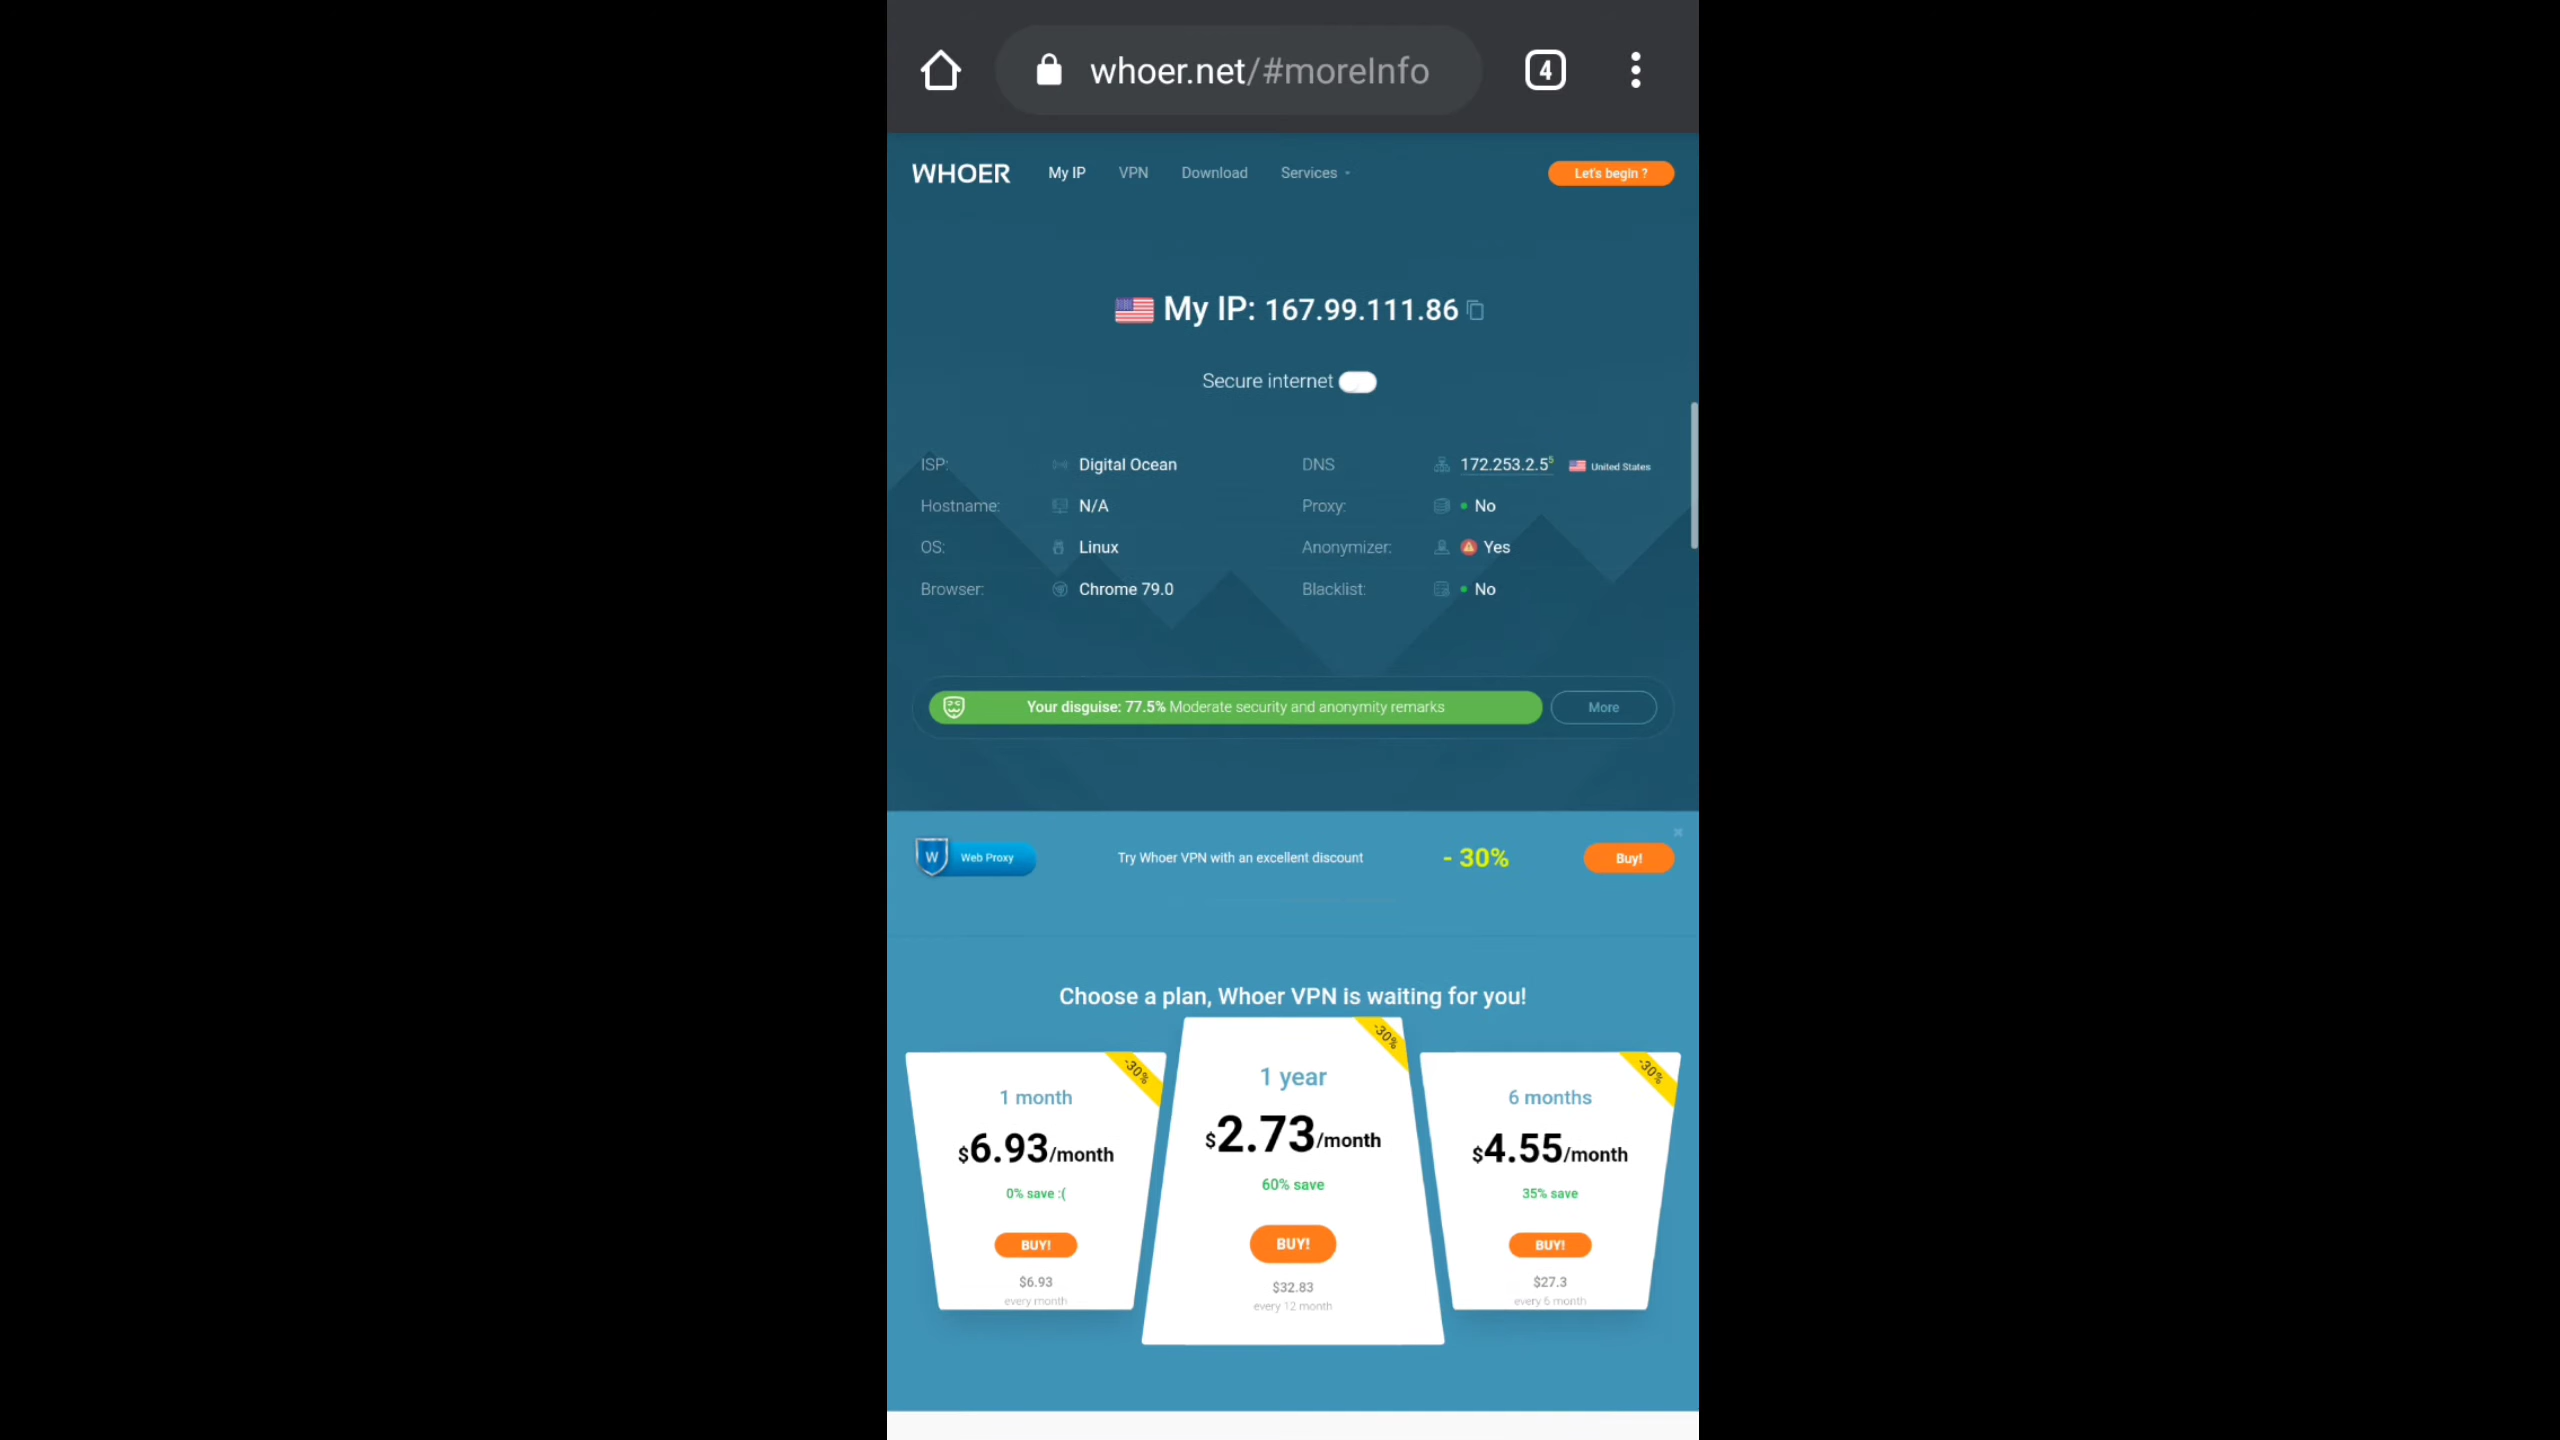 whoer.net/#moreInfo
4
WHOER
My IP
VPN
Download
Services
Let's begin ?
My IP: 167.99.111.86
Secure internet
ISP:
Digital Ocean
DNS
172.253.2.5⁵
United States
Hostname:
N/A
Proxy:
No
OS:
Linux
Anonymizer:
Yes
Browser:
Chrome 79.0
Blacklist:
No
Your disguise: 77.5% Moderate security and anonymity remarks
More
W
Web Proxy
Try Whoer VPN with an excellent discount
- 30%
Buy!
Choose a plan, Whoer VPN is waiting for you!
-30%
1 month
$6.93/month
0% save :(
BUY!
$6.93
every month
-30%
1 year
$2.73/month
60% save
BUY!
$32.83
every 12 month
-30%
6 months
$4.55/month
35% save
BUY!
$27.3
every 6 month